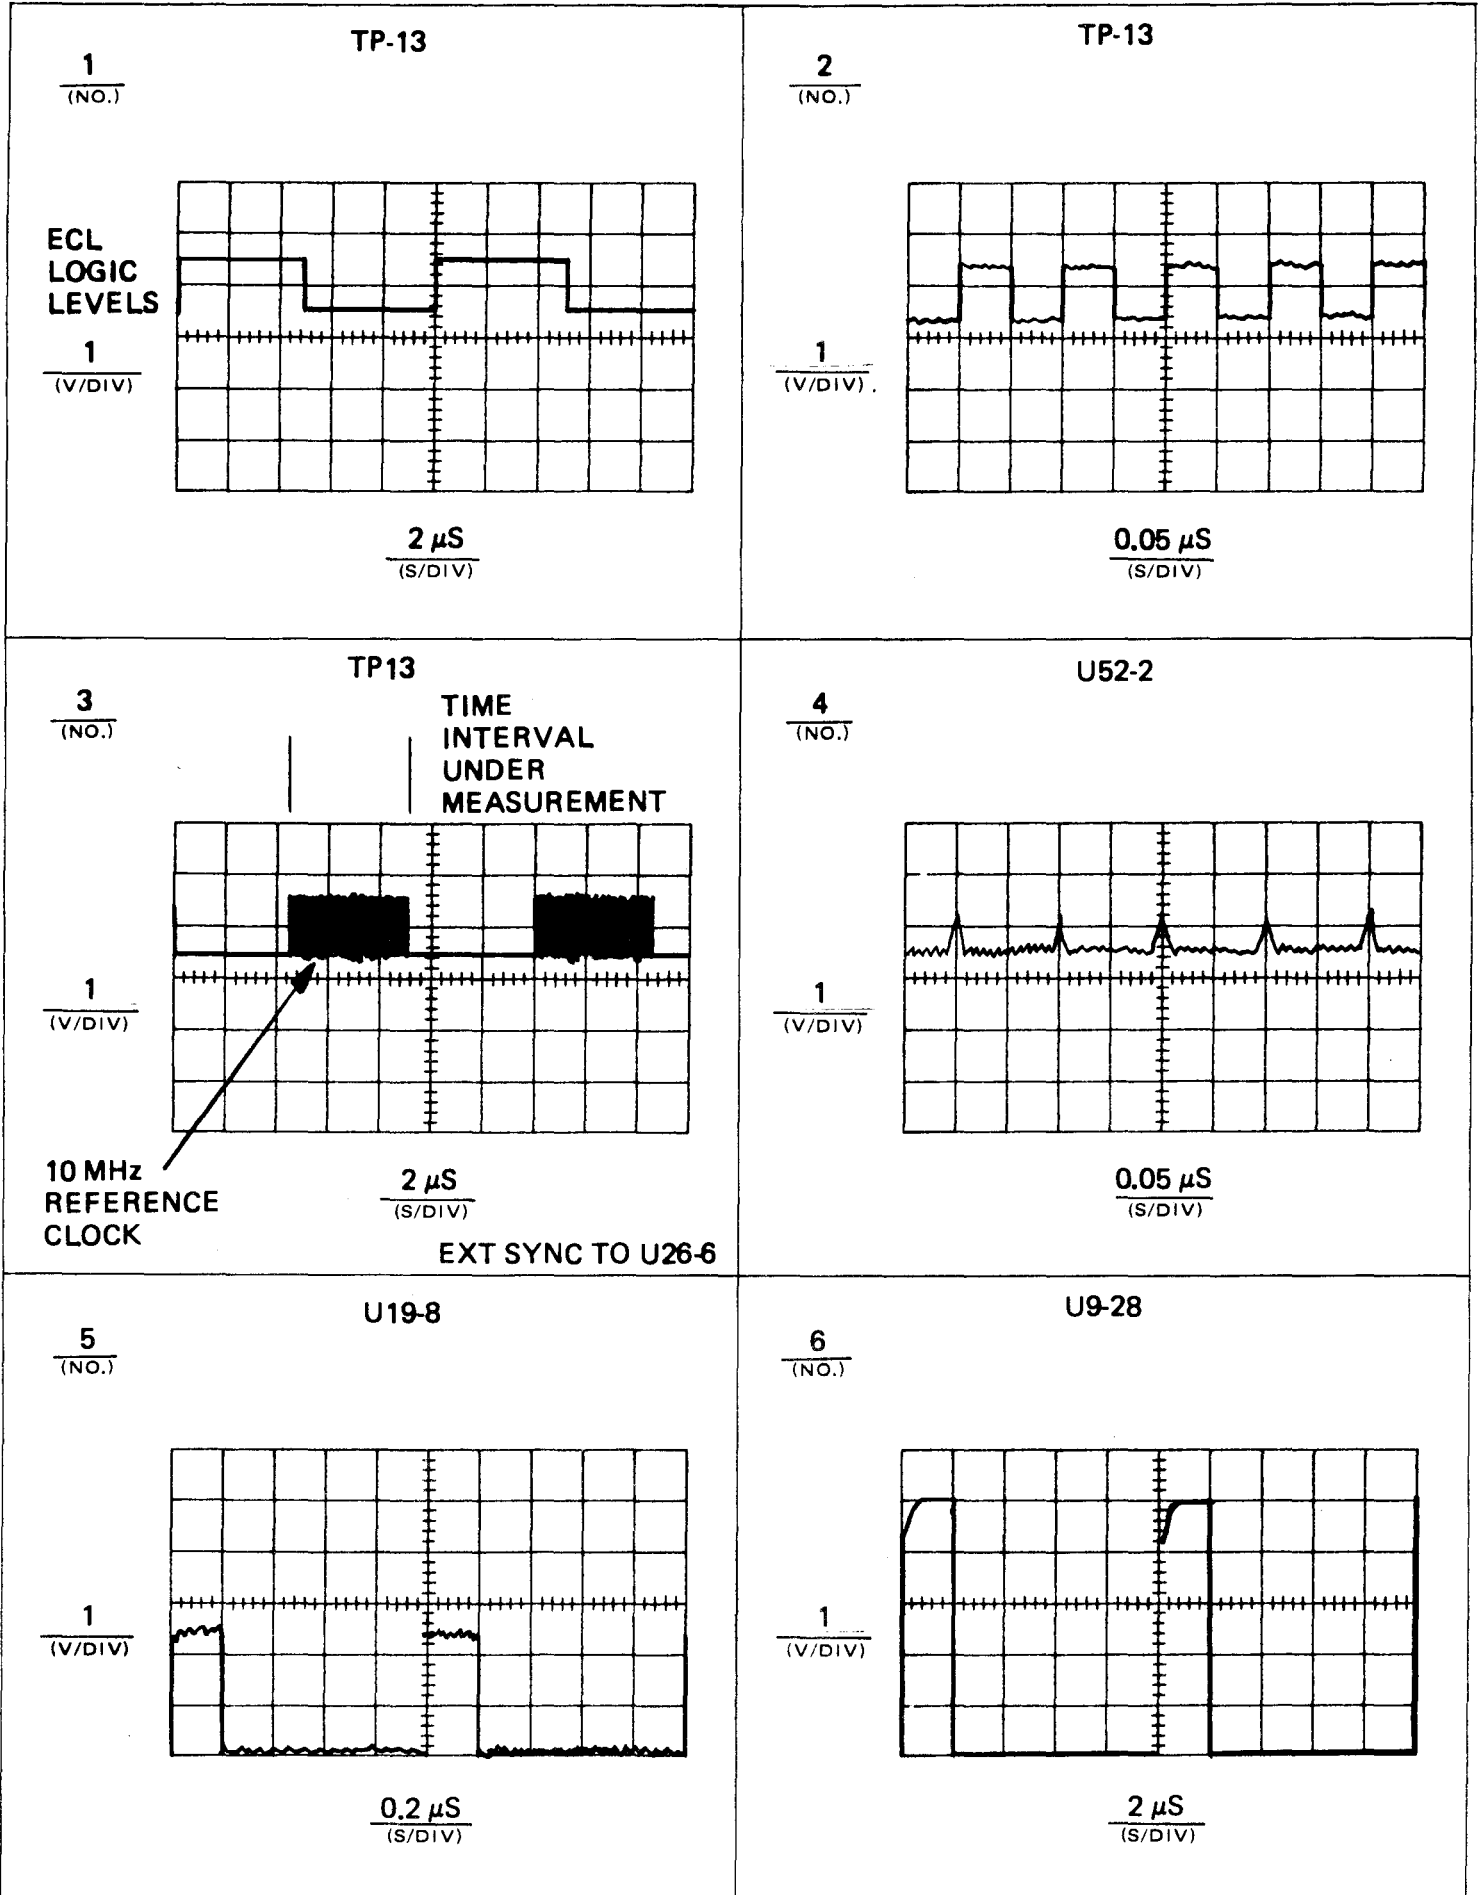 TP-13
1
(NO.)
ECL
LOGIC
LEVELS
1
(V/DIV)
2 μS
(S/DIV)
TP-13
2
(NO.)
1
(V/DIV).
0.05 μS
(S/DIV)
TP13
3
(NO.)
TIME
INTERVAL
UNDER
MEASUREMENT
1
(V/DIV)
10 MHz
REFERENCE
CLOCK
2 μS
(S/DIV)
EXT SYNC TO U26-6
U52-2
4
(NO.)
1
(V/DIV)
0.05 μS
(S/DIV)
U19-8
5
(NO.)
1
(V/DIV)
0.2 μS
(S/DIV)
U9-28
6
(NO.)
1
(V/DIV)
2 μS
(S/DIV)